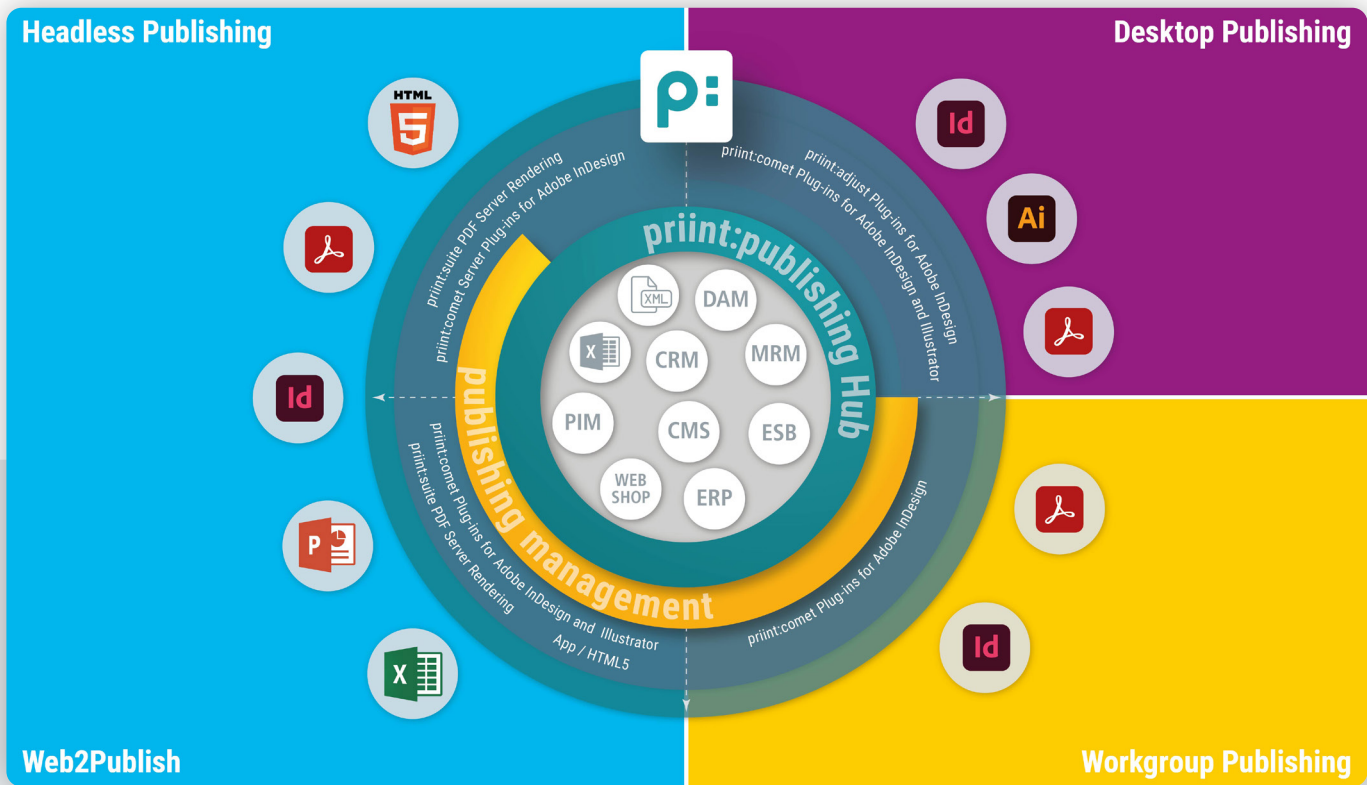 Headless Publishing
Desktop Publishing
p:
HTML
5
Id
Ai
priint:suite PDF Server Rendering
priint:comet Server Plug-ins for Adobe InDesign
priint:adjust Plug-ins for Adobe InDesign
priint:comet Plug-ins for Adobe InDesign and Illustrator
priint:publishing Hub
XML
DAM
X
CRM
MRM
PIM
CMS
ESB
WEB
SHOP
ERP
Id
publishing management
priint:comet Plug-ins for Adobe InDesign and Illustrator
priint:suite PDF Server Rendering
App / HTML5
priint:comet Plug-ins for Adobe InDesign
P
X
Id
Web2Publish
Workgroup Publishing